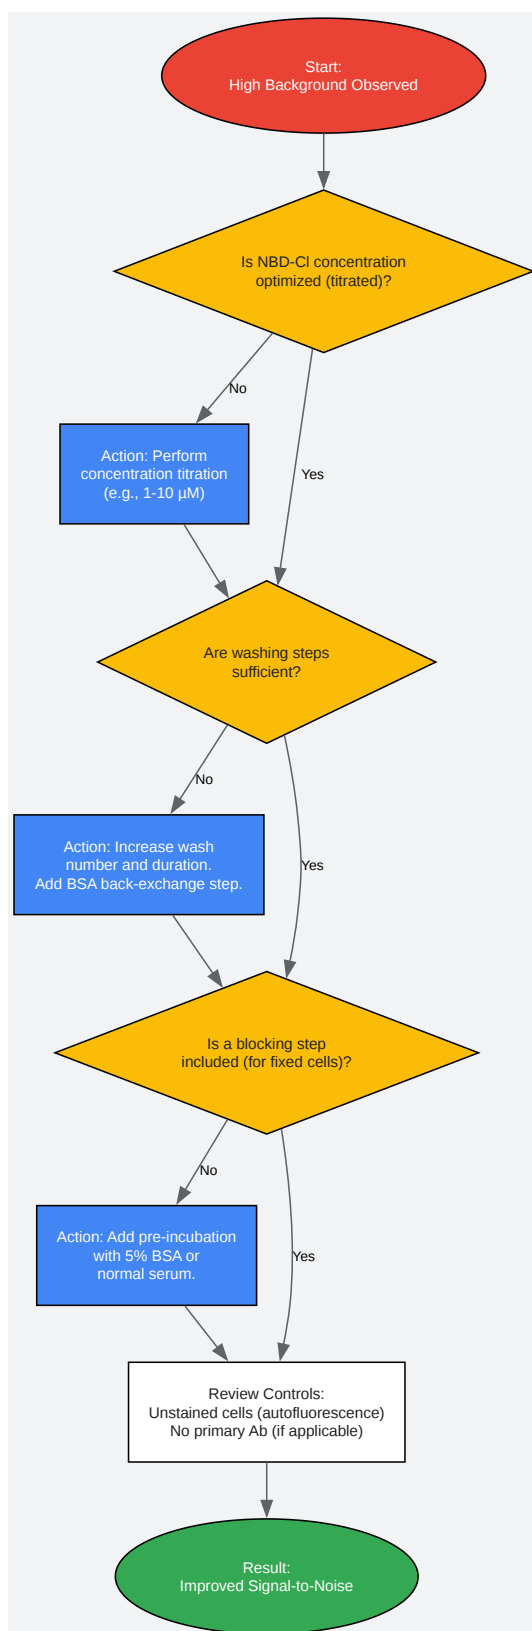 Start:
High Background Observed
Is NBD-Cl concentration
optimized (titrated)?
No
Yes
Action: Perform
concentration titration
(e.g., 1-10 µM)
Are washing steps
sufficient?
No
Yes
Action: Increase wash
number and duration.
Add BSA back-exchange step.
Is a blocking step
included (for fixed cells)?
No
Yes
Action: Add pre-incubation
with 5% BSA or
normal serum.
Review Controls:
Unstained cells (autofluorescence)
No primary Ab (if applicable)
Result:
Improved Signal-to-Noise